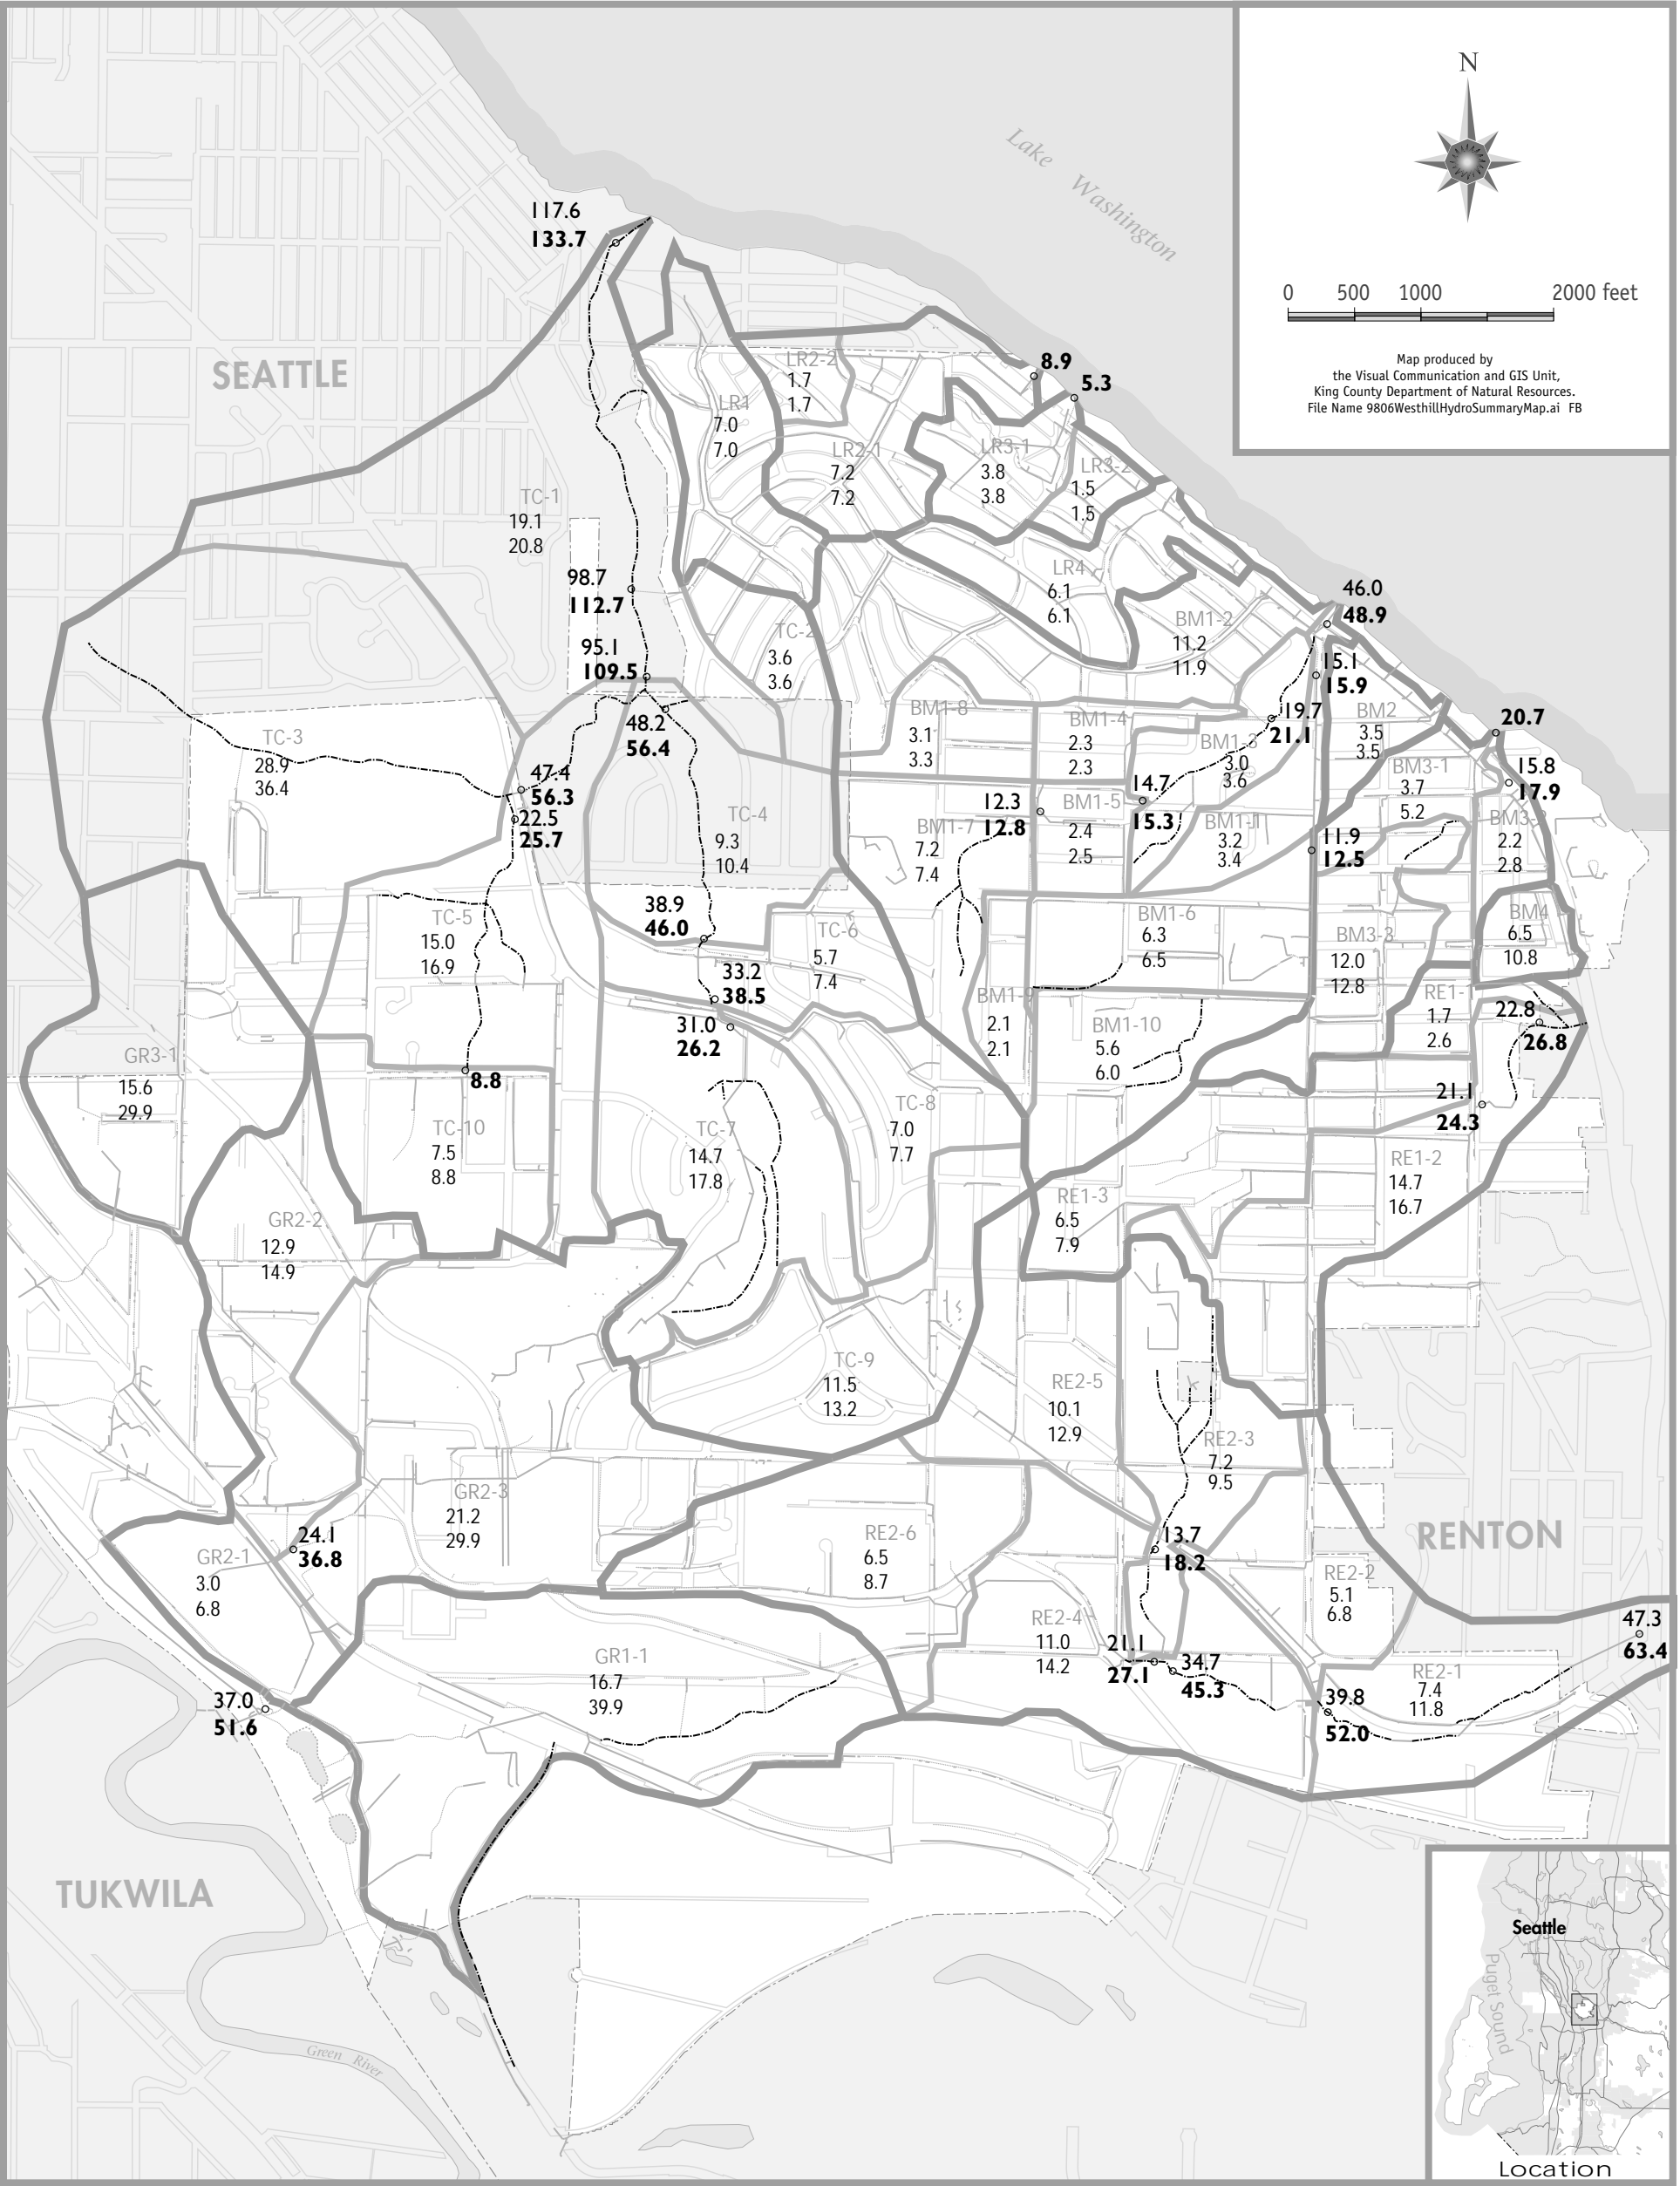 N
0 500 1000 2000 feet
Map produced by
the Visual Communication and GIS Unit,
King County Department of Natural Resources.
File Name 9806WesthillHydroSummaryMap.ai FB
Lake Washington
117.6
133.7
SEATTLE
LR2-2
1.7
1.7
8.9
5.3
LR1
7.0
7.0
LR2-1
7.2
7.2
LR3-1
3.8
3.8
LR3-2
1.5
1.5
TC-1
19.1
20.8
98.7
112.7
LR4
6.1
6.1
46.0
48.9
BM1-2
11.2
11.9
TC-2
3.6
3.6
95.1
109.5
15.1
15.9
48.2
56.4
BM1-8
3.1
3.3
BM1-4
2.3
2.3
19.7
21.1
BM2
3.5
3.5
20.7
TC-3
28.9
36.4
BM1-3
3.0
3.6
47.4
56.3
22.5
25.7
BM3-1
3.7
5.2
15.8
17.9
14.7
15.3
12.3
12.8
BM1-5
2.4
2.5
TC-4
9.3
10.4
BM1-7
7.2
7.4
BM1-1
3.2
3.4
11.9
12.5
2.2
2.8
38.9
46.0
TC-5
15.0
16.9
TC-6
5.7
7.4
BM1-6
6.3
6.5
BM4
6.5
10.8
BM3-3
12.0
12.8
33.2
38.5
BM1-9
2.1
2.1
RE1-1
1.7
2.6
22.8
26.8
31.0
26.2
BM1-10
5.6
6.0
GR3-1
15.6
29.9
8.8
21.1
24.3
TC-10
7.5
8.8
TC-7
14.7
17.8
TC-8
7.0
7.7
RE1-2
14.7
16.7
RE1-3
6.5
7.9
GR2-2
12.9
14.9
TC-9
11.5
13.2
RE2-5
10.1
12.9
RE2-3
7.2
9.5
GR2-3
21.2
29.9
24.1
36.8
RE2-6
6.5
8.7
13.7
18.2
RENTON
GR2-1
3.0
6.8
RE2-2
5.1
6.8
RE2-4
11.0
14.2
47.3
63.4
GR1-1
16.7
39.9
21.1
27.1
34.7
45.3
RE2-1
7.4
11.8
37.0
51.6
39.8
52.0
TUKWILA
Green River
Seattle
Puget Sound
Location